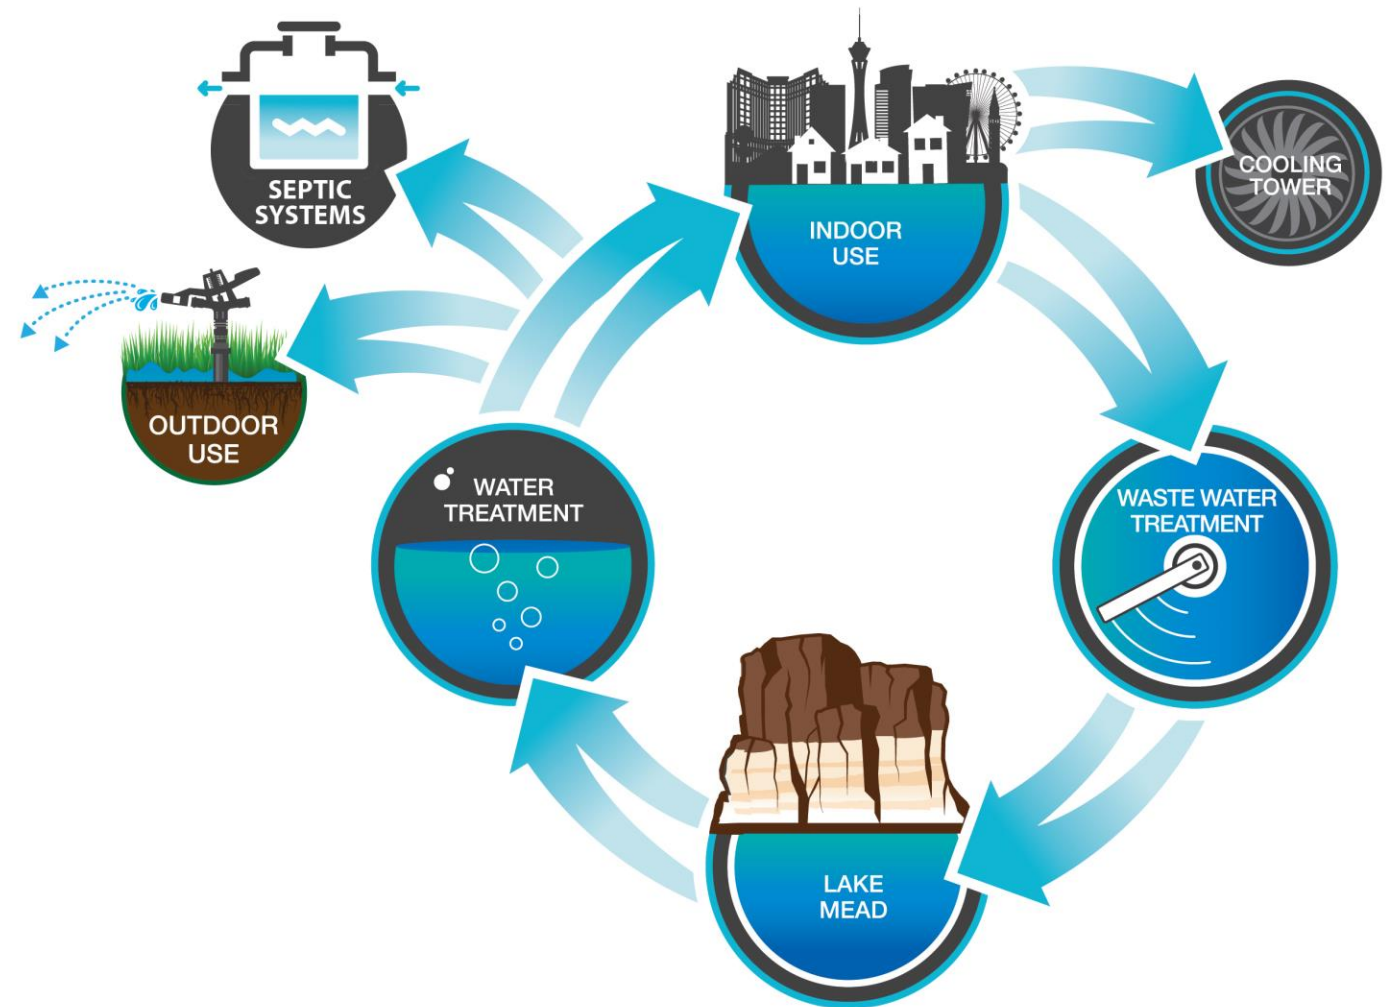 SEPTIC
SYSTEMS
INDOOR
USE
COOLING
TOWER
OUTDOOR
USE
WATER
TREATMENT
WASTE WATER
TREATMENT
LAKE
MEAD